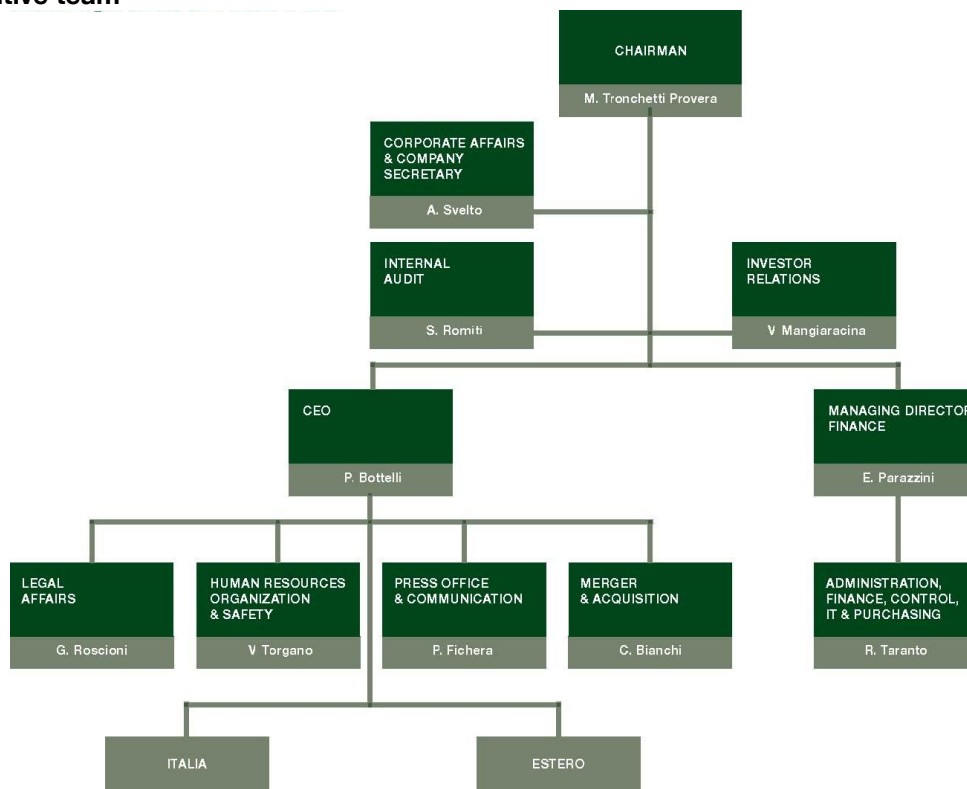 CHAIRMAN
M. Tronchetti Provera
CORPORATE AFFAIRS
& COMPANY
SECRETARY
A. Svelto
INTERNAL
AUDIT
S. Romiti
INVESTOR
RELATIONS
V Mangiaracina
CEO
P. Bottelli
MANAGING DIRECTOR
FINANCE
E. Parazzini
LEGAL
AFFAIRS
G. Roscioni
HUMAN RESOURCES
ORGANIZATION
& SAFETY
V Torgano
PRESS OFFICE
& COMMUNICATION
P. Fichera
MERGER
& ACQUISITION
C. Bianchi
ADMINISTRATION,
FINANCE, CONTROL,
IT & PURCHASING
R. Taranto
ITALIA
ESTERO